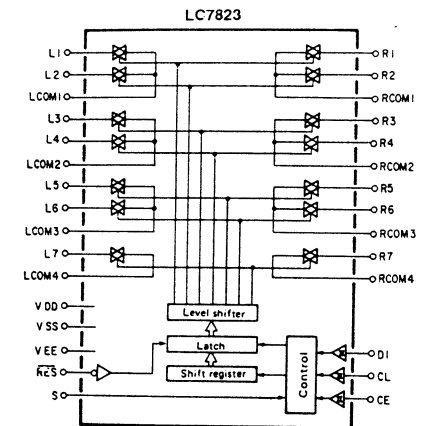 LC7823
L1 R1
L2 R2
LCOM1 RCOM1
L3 R3
L4 R4
LCOM2 RCOM2
L5 R5
L6 R6
LCOM3 RCOM3
L7 R7
LCOM4 RCOM4
VDD Level shifter
VSS
VEE Latch DI
RES Shift register Control CL
S CE